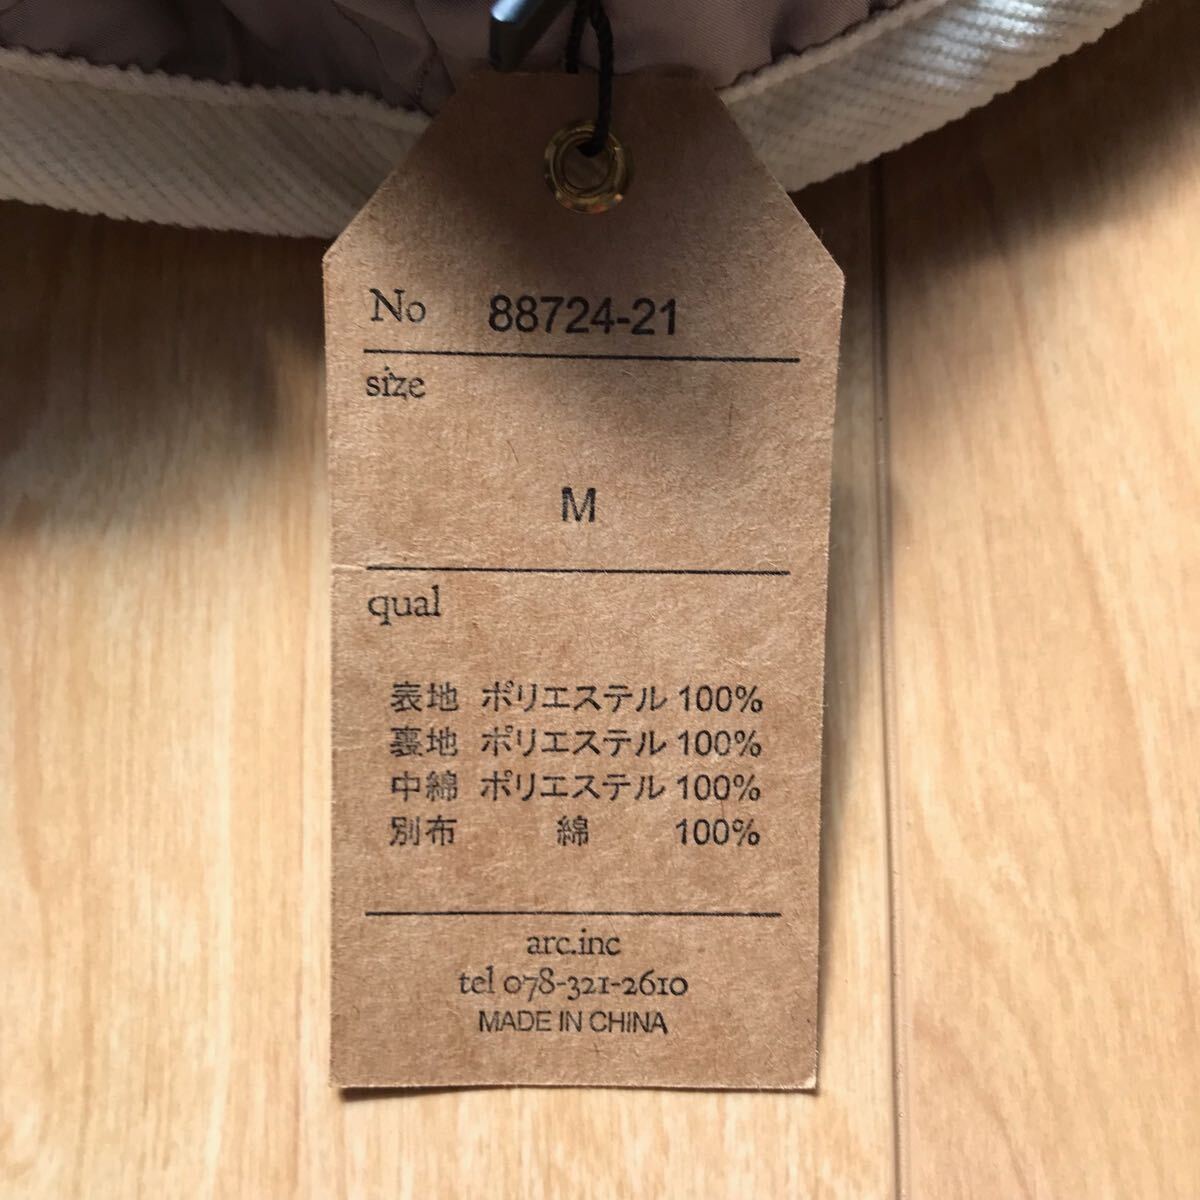 No 88724-21
size
M
qual
表地 ポリエステル 100%
裏地 ポリエステル 100%
中綿 ポリエステル 100%
別布 綿 100%
arc.inc
tel 078-321-2610
MADE IN CHINA